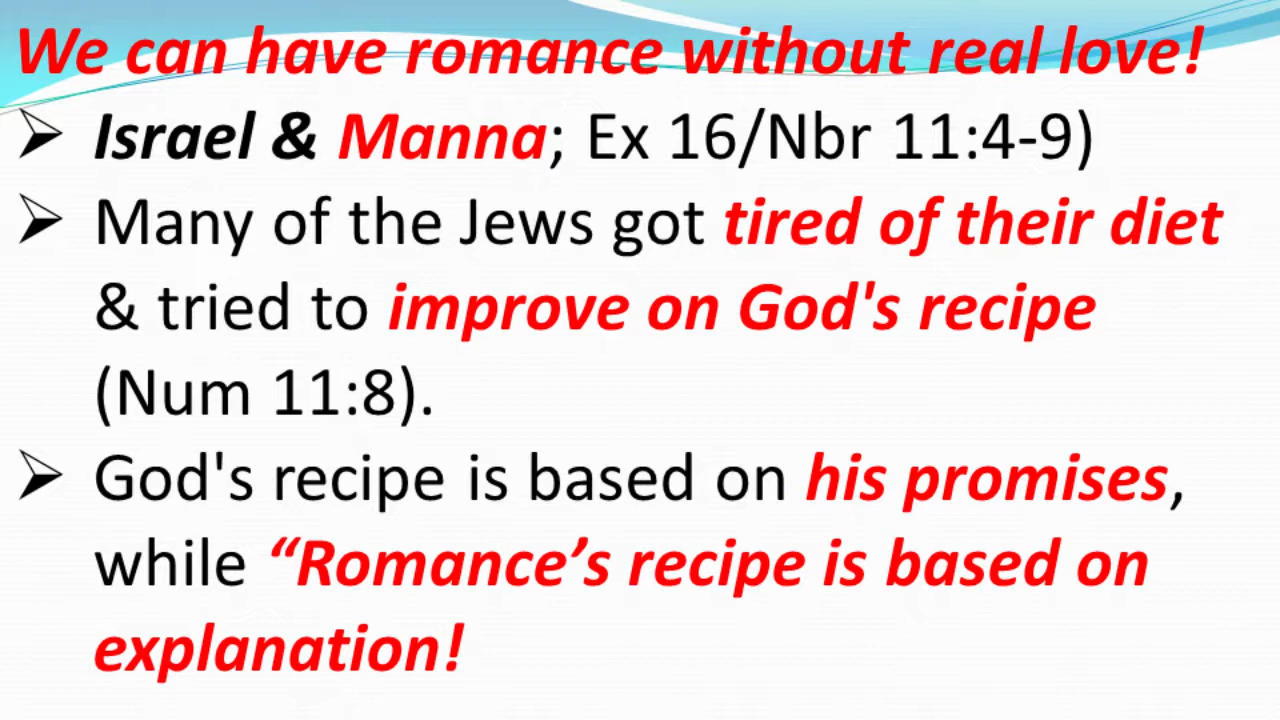 We can have romance without real love!
➢ Israel & Manna; Ex 16/Nbr 11:4-9)
➢ Many of the Jews got tired of their diet
& tried to improve on God's recipe
(Num 11:8).
➢ God's recipe is based on his promises,
while “Romance’s recipe is based on
explanation!